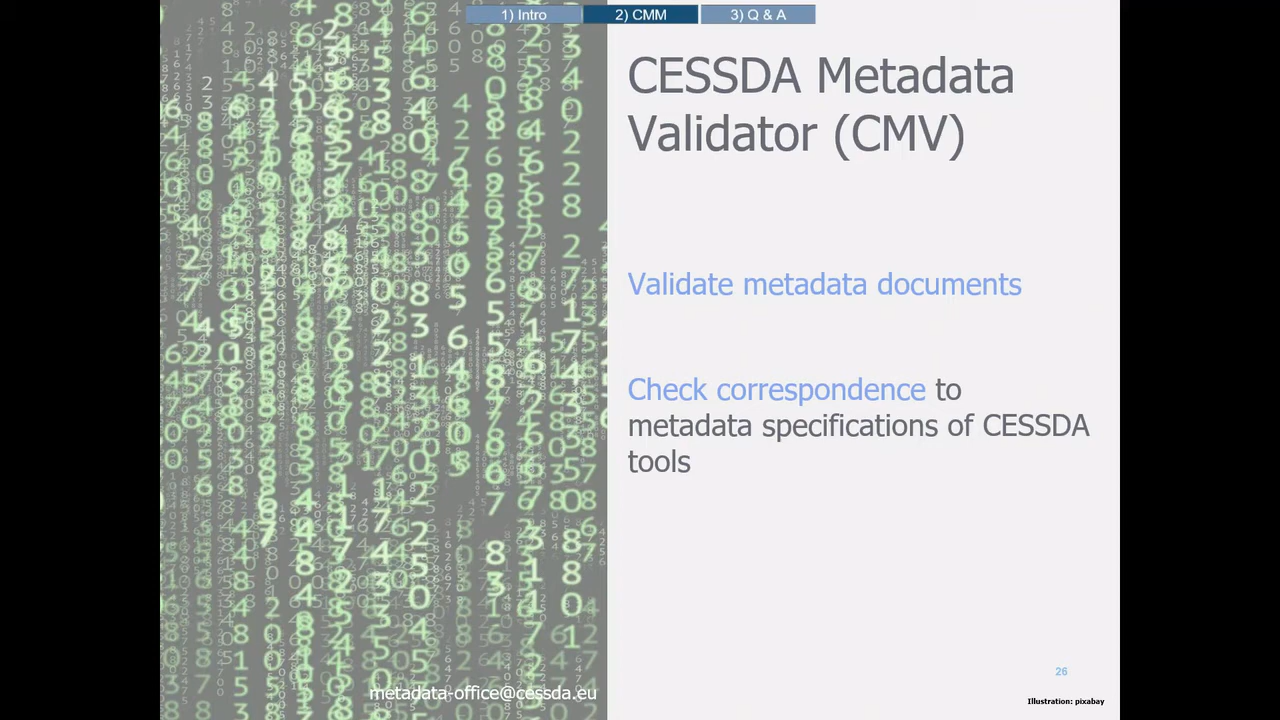 1) Intro
2) CMM
3) Q & A
CESSDA Metadata
Validator (CMV)
Validate metadata documents
Check correspondence to
metadata specifications of CESSDA
tools
26
metadata-office@cessda.eu
Illustration: pixabay